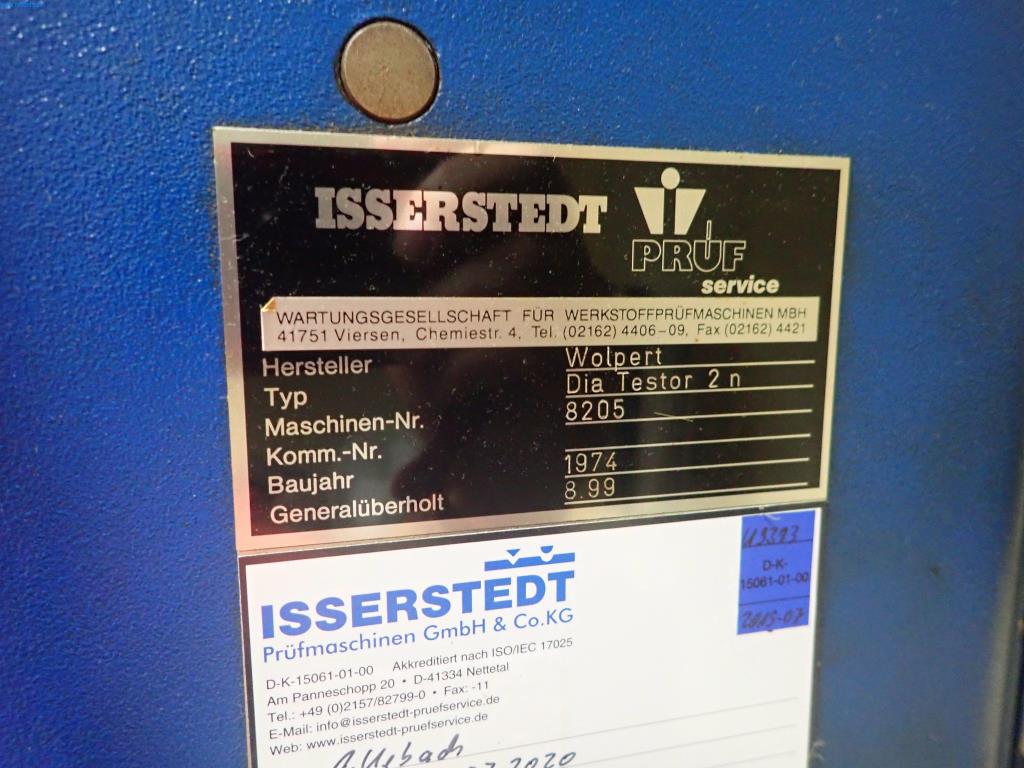 ISSERSTEDT
PRÜF
service
WARTUNGSGESELLSCHAFT FÜR WERKSTOFFPRÜFMASCHINEN MBH
41751 Viersen, Chemiestr. 4, Tel. (02162) 4406-09, Fax (02162) 4421
Hersteller Wolpert
Typ Dia Testor 2 n
Maschinen-Nr. 8205
Komm.-Nr.
Baujahr 1974
Generalüberholt 8.99
ISSERSTEDT
Prüfmaschinen GmbH & Co.KG
D-K-15061-01-00 Akkreditiert nach ISO/IEC 17025
Am Panneschopp 20 • D-41334 Nettetal
Tel.: +49 (0)2157/82799-0 • Fax: -11
E-Mail: info@isserstedt-pruefservice.de
Web: www.isserstedt-pruefservice.de
D-K-
15061-01-00
2015-07
2020